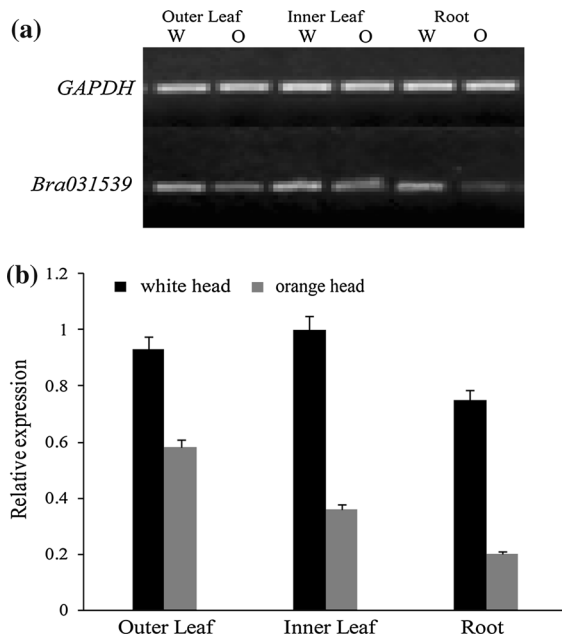 (a)
Outer Leaf Inner Leaf Root
W O W O W O
GAPDH
Bra031539
(b)
white head orange head
Relative expression
1.2
1
0.8
0.6
0.4
0.2
0
Outer Leaf Inner Leaf Root